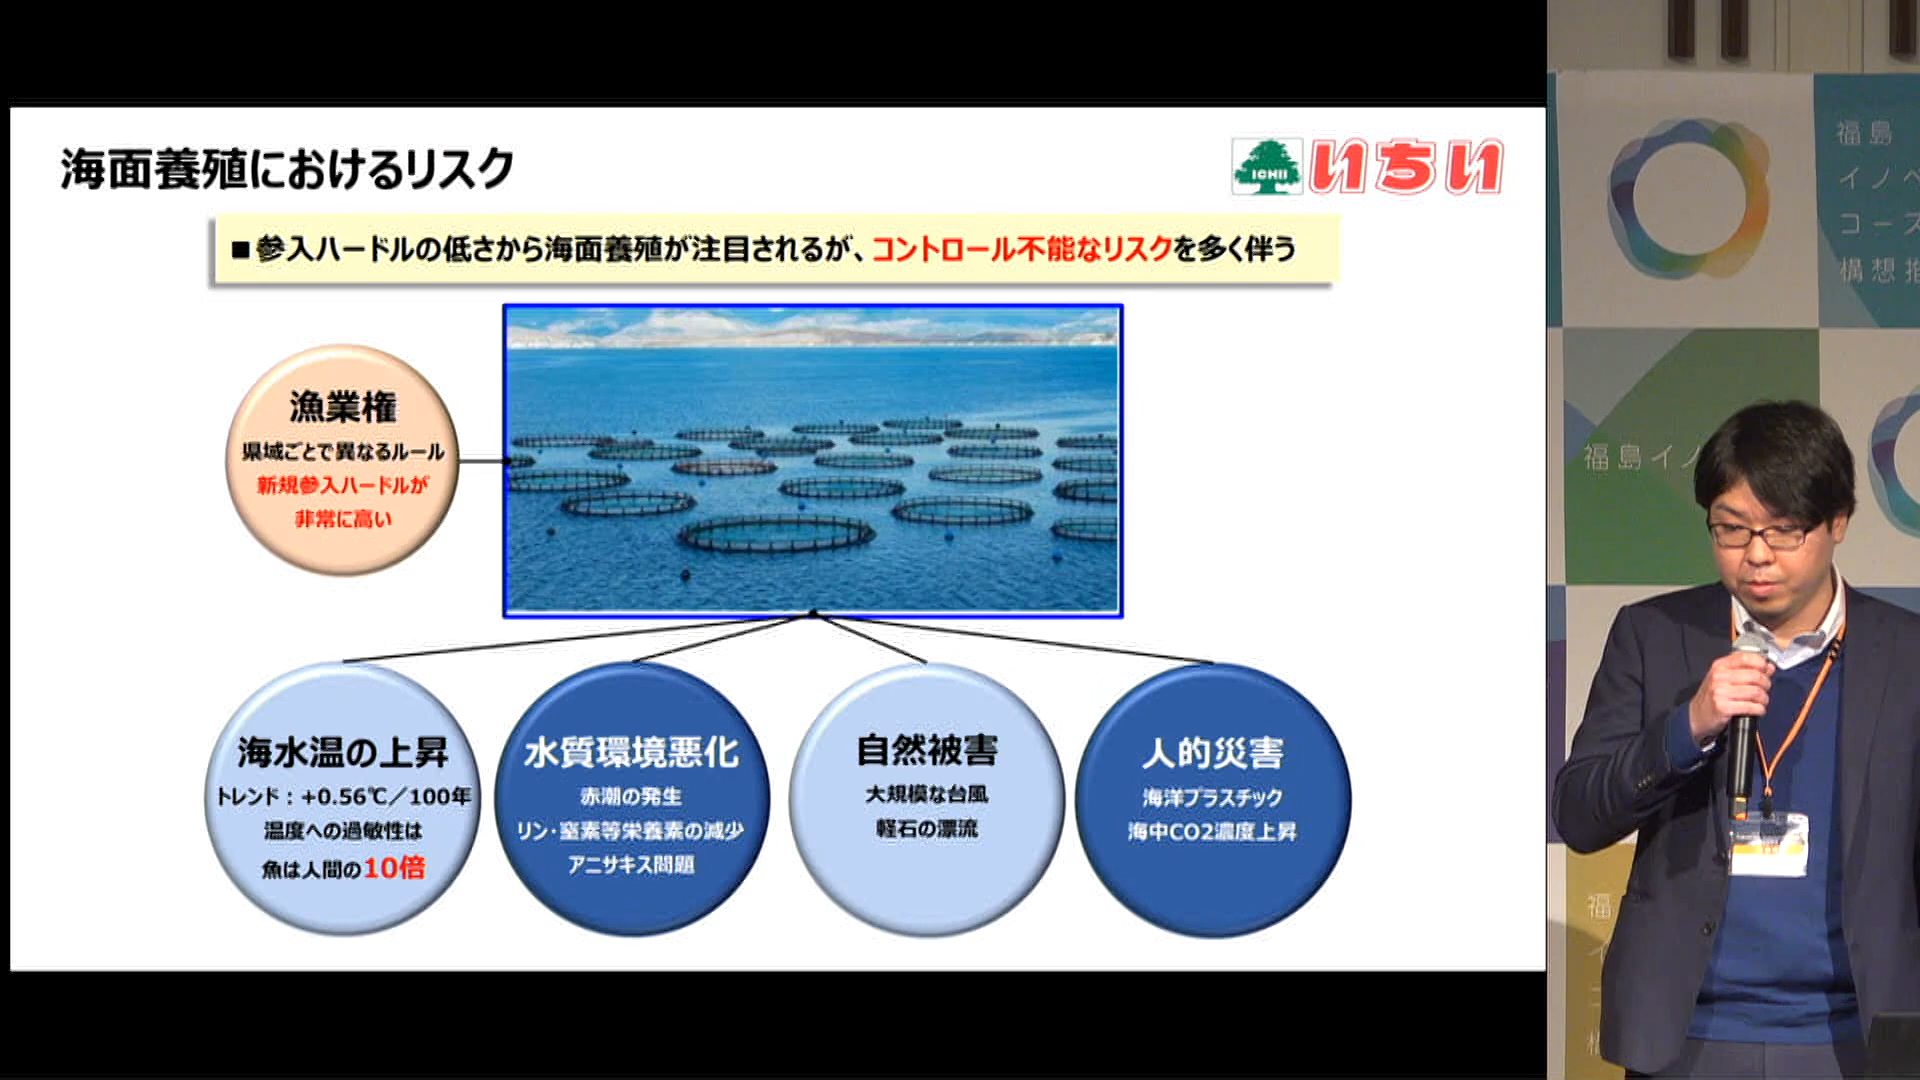 海面養殖におけるリスク
ICHII いちい
■ 参入ハードルの低さから海面養殖が注目されるが、コントロール不能なリスクを多く伴う
漁業権
県域ごとで異なるルール
新規参入ハードルが
非常に高い
海水温の上昇
トレンド：+0.56℃／100年
温度への過敏性は
魚は人間の10倍
水質環境悪化
赤潮の発生
リン・窒素等栄養素の減少
アニサキス問題
自然被害
大規模な台風
軽石の漂流
人的災害
海洋プラスチック
海中CO2濃度上昇
福島
イノベ
コース
構想推
福島イノ
福
イ